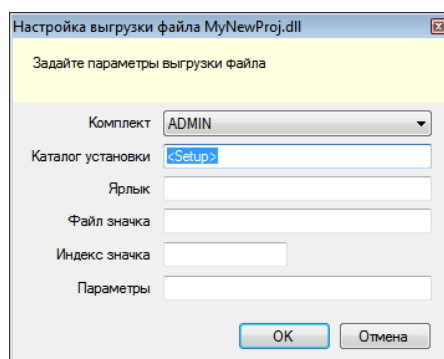 Настройка выгрузки файла MyNewProj.dll
Задайте параметры выгрузки файла
Комплект ADMIN
Каталог установки <Setup>
Ярлык
Файл значка
Индекс значка
Параметры
OK Отмена